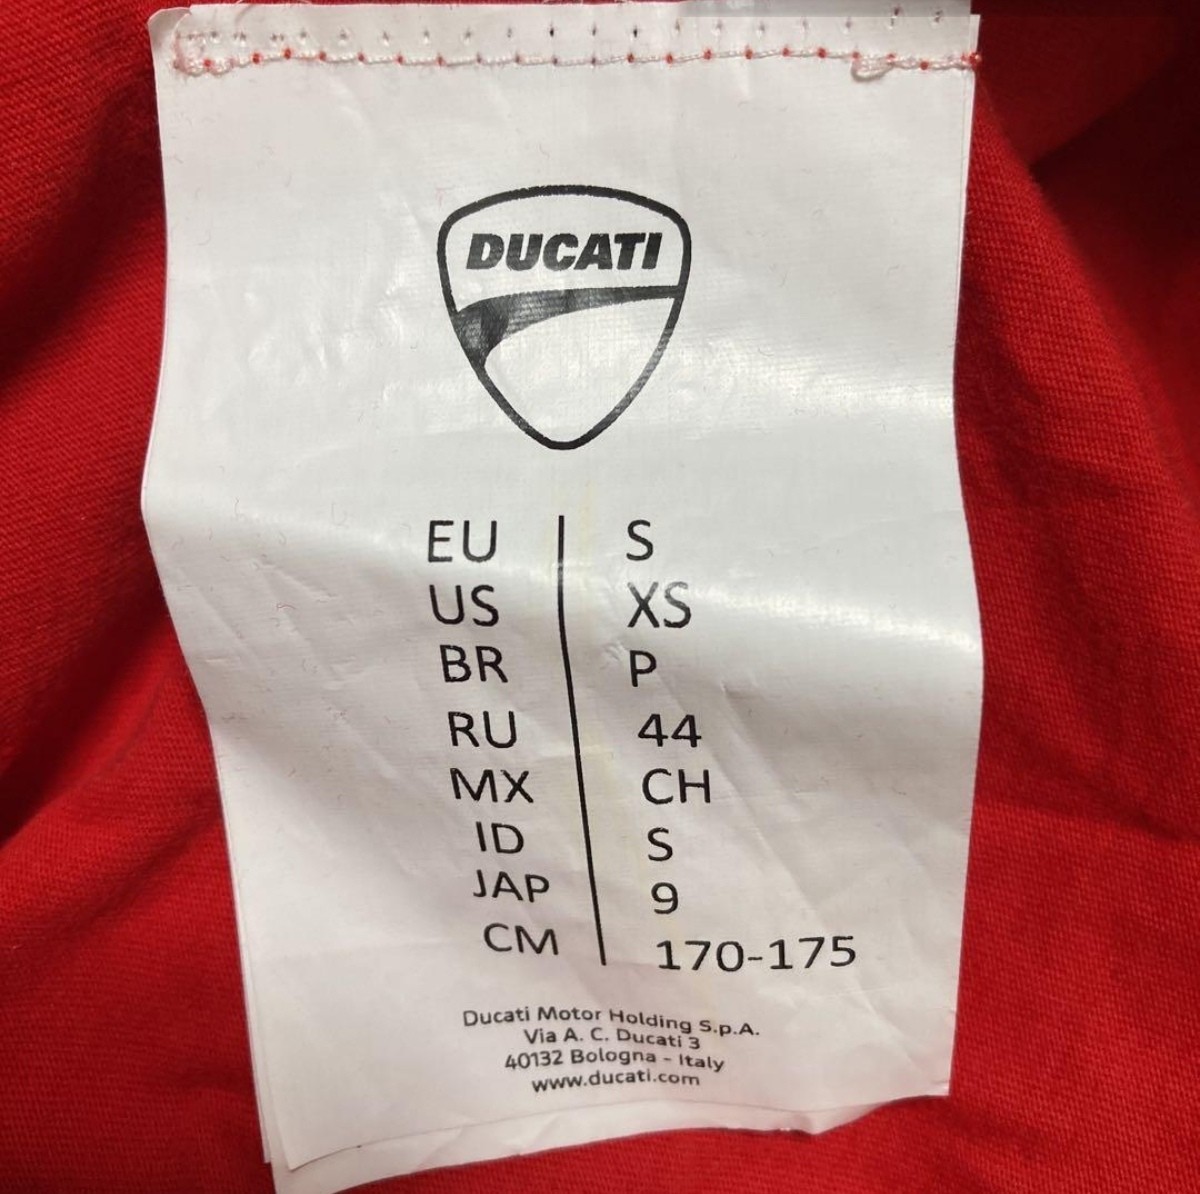 DUCATI
EU S
US XS
BR P
RU 44
MX CH
ID S
JAP 9
CM 170-175
Ducati Motor Holding S.p.A.
Via A. C. Ducati 3
40132 Bologna - Italy
www.ducati.com